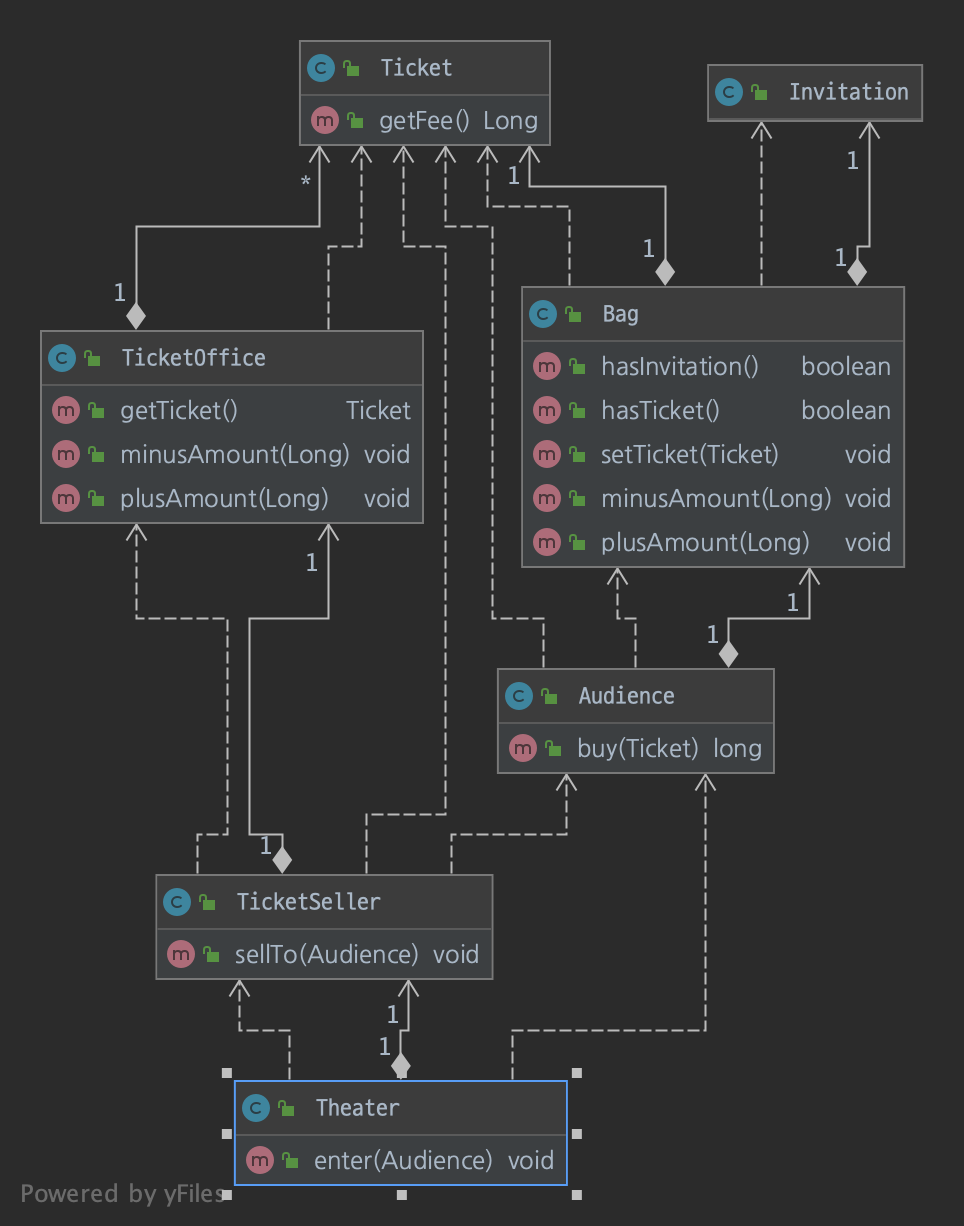 Ticket
getFee() Long
Invitation
*
1
1
1
1
1
Bag
hasInvitation() boolean
hasTicket() boolean
setTicket(Ticket) void
minusAmount(Long) void
plusAmount(Long) void
TicketOffice
getTicket() Ticket
minusAmount(Long) void
plusAmount(Long) void
1
1
1
Audience
buy(Ticket) long
1
TicketSeller
sellTo(Audience) void
1
1
Theater
enter(Audience) void
Powered by yFiles